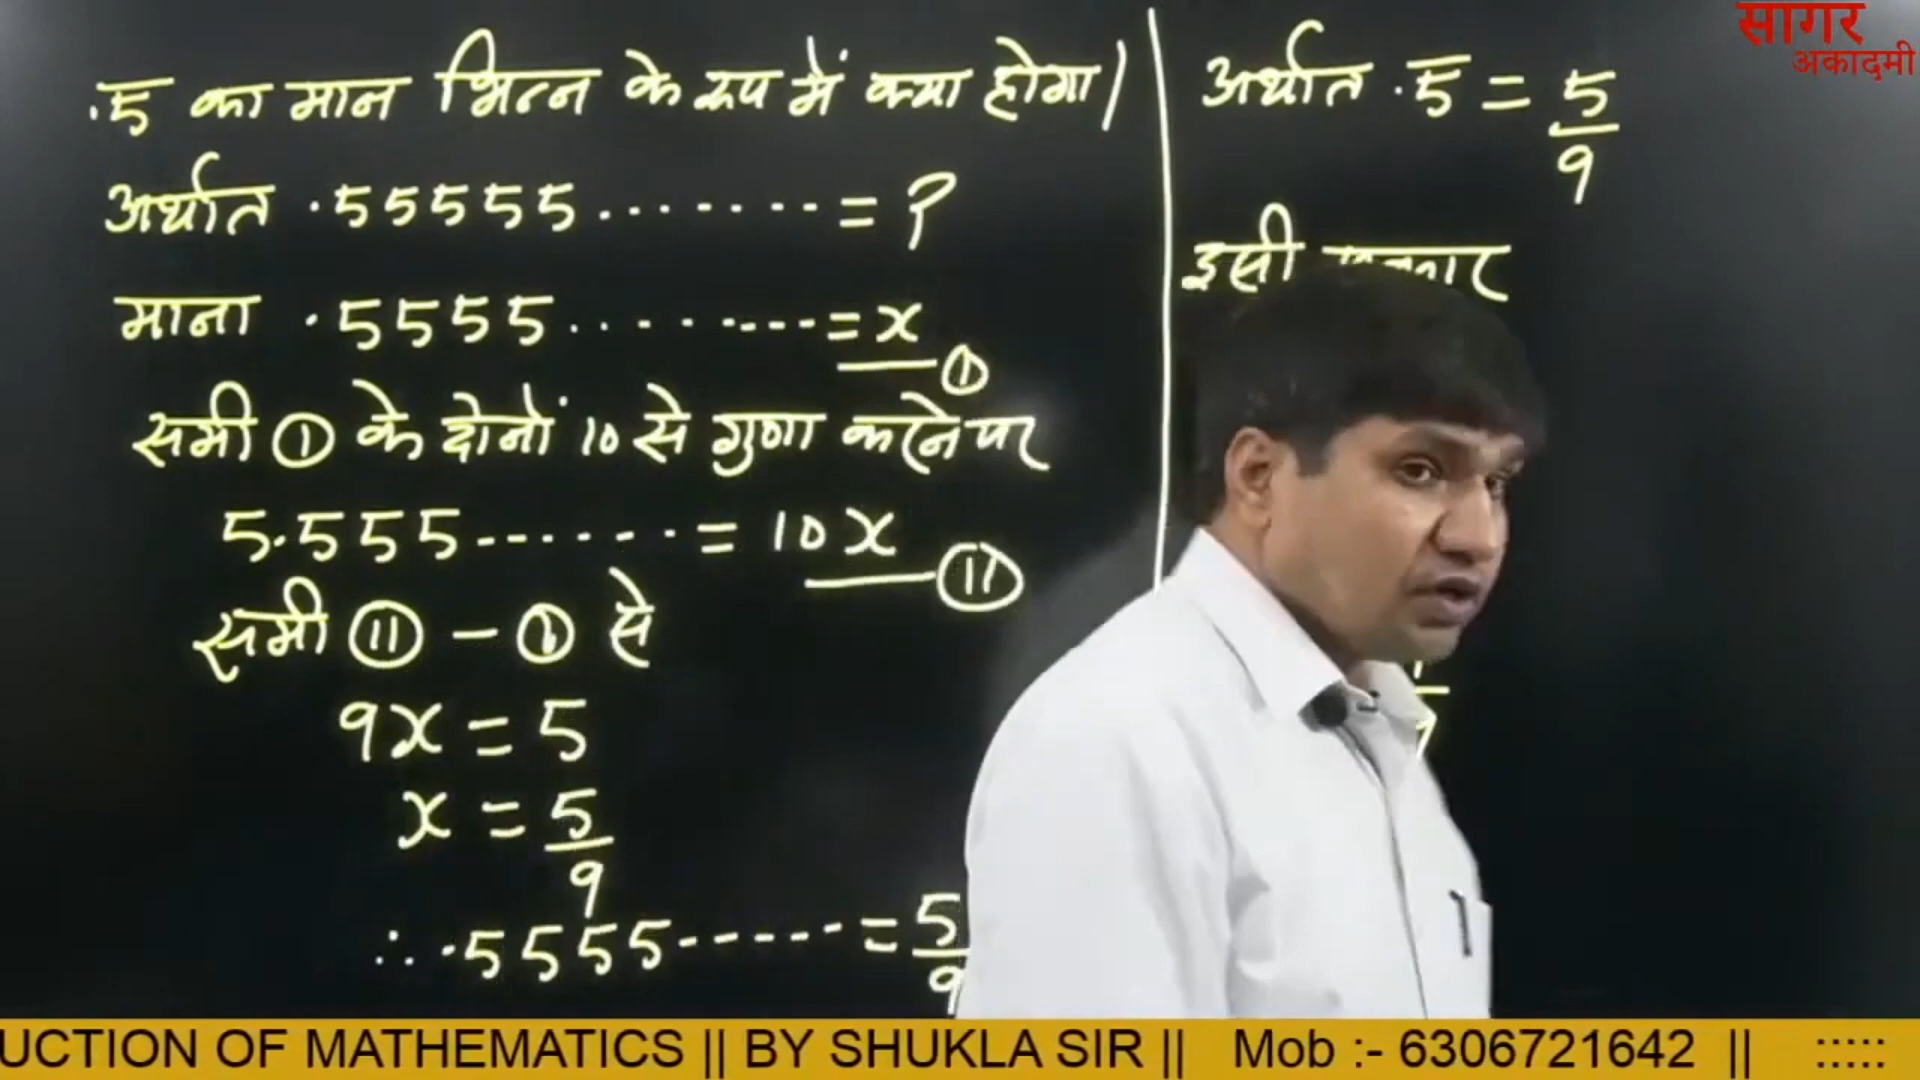 .5̅ का मान भिन्न के रूप में क्या होगा।
अर्थात .55555....... = ?
माना .5555......... = x
①
समी ① के दोनों 10 से गुणा करने पर
5.555------ = 10x
⑪
समी ⑪ - ① से
9x = 5
x = 5/9
∴ .5555------ = 5/9
अर्थात .5̅ = 5/9
इसी
सागर
अकादमी
UCTION OF MATHEMATICS || BY SHUKLA SIR || Mob :- 6306721642 || :::::